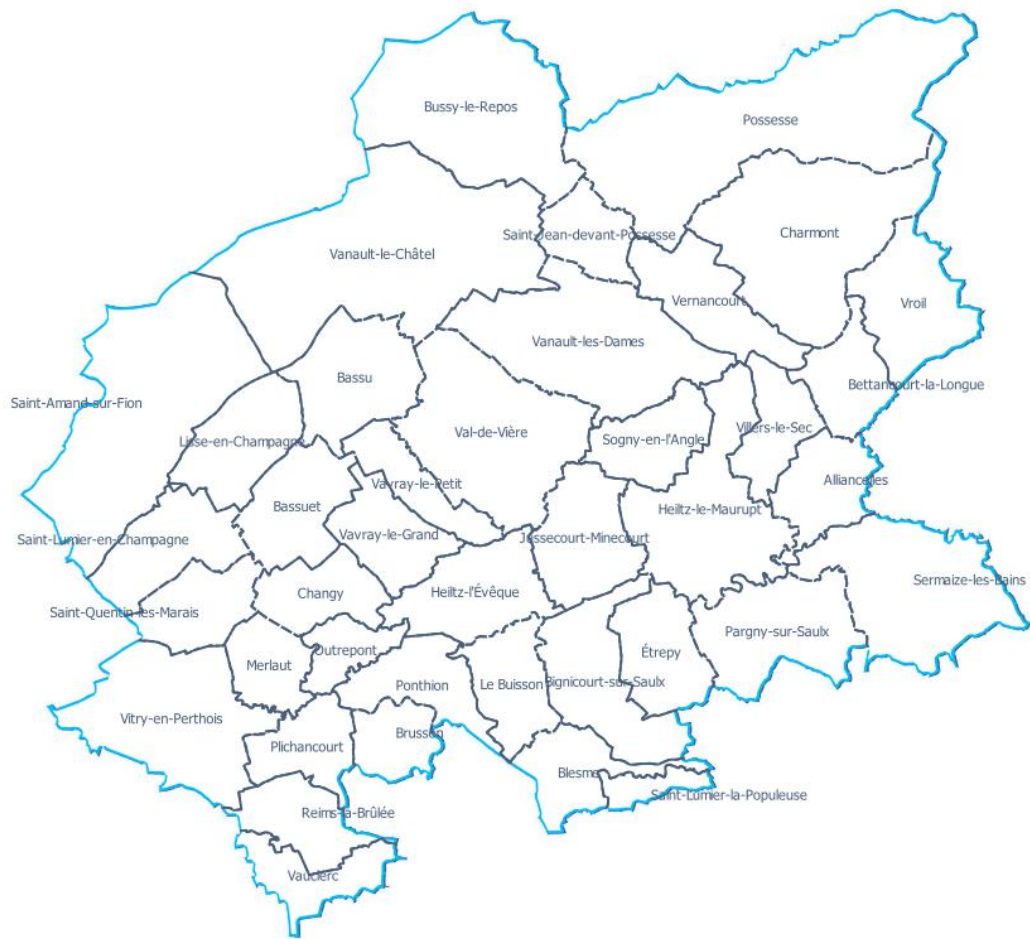 Bussy-le-Repos
Possesse
Saint-Jean-devant-Possesse
Charmont
Vanault-le-Châtel
Vernancourt
Vroil
Vanault-les-Dames
Bassu
Bettancourt-la-Longue
Saint-Amand-sur-Fion
Lisse-en-Champagne
Val-de-Vière
Sogny-en-l'Angle
Villers-le-Sec
Vavray-le-Petit
Alliancelles
Bassuet
Vavray-le-Grand
Heiltz-le-Maurupt
Saint-Lumier-en-Champagne
Jussecourt-Minecourt
Sermaize-les-Bains
Changy
Heiltz-l'Évêque
Saint-Quentin-les-Marais
Pargny-sur-Saulx
Outrepont
Étrepy
Merlaut
Ponthion
Le Buisson
Bignicourt-sur-Saulx
Vitry-en-Perthois
Brusson
Plichancourt
Blesme
Saint-Lumier-la-Populeuse
Reims-la-Brûlée
Vauclerc